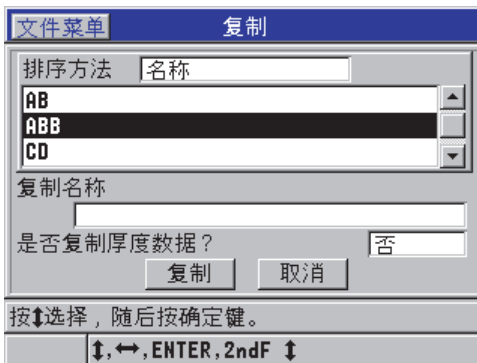 文件菜单 复制
排序方法 名称
AB
ABB
CD
复制名称
是否复制厚度数据？ 否
复制 取消
按↕选择，随后按确定键。
↕,↔,ENTER,2ndF ↕